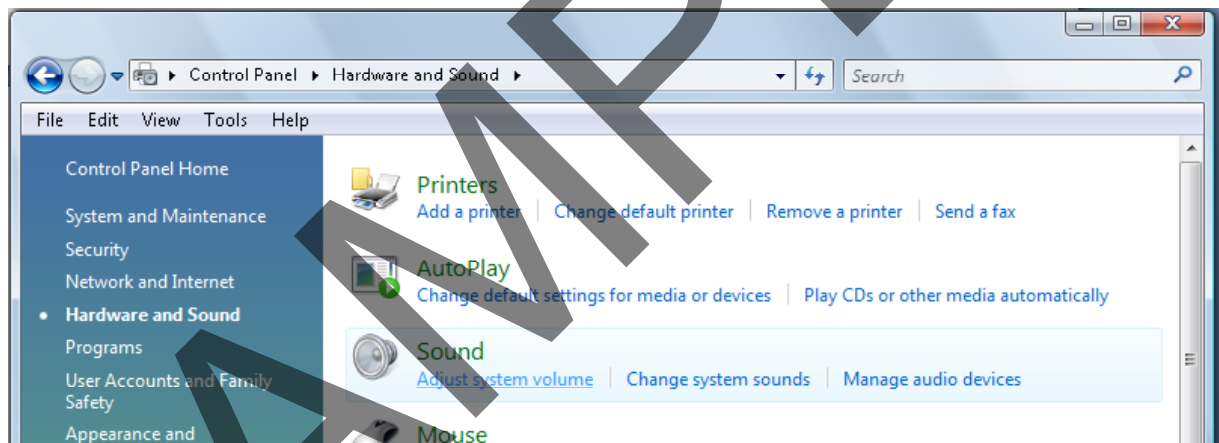 Control Panel Hardware and Sound Search
File Edit View Tools Help
Control Panel Home
System and Maintenance
Security
Network and Internet
Hardware and Sound
Programs
User Accounts and Family
Safety
Appearance and
Printers
Add a printer Change default printer Remove a printer Send a fax
AutoPlay
Change default settings for media or devices Play CDs or other media automatically
Sound
Adjust system volume Change system sounds Manage audio devices
Mouse